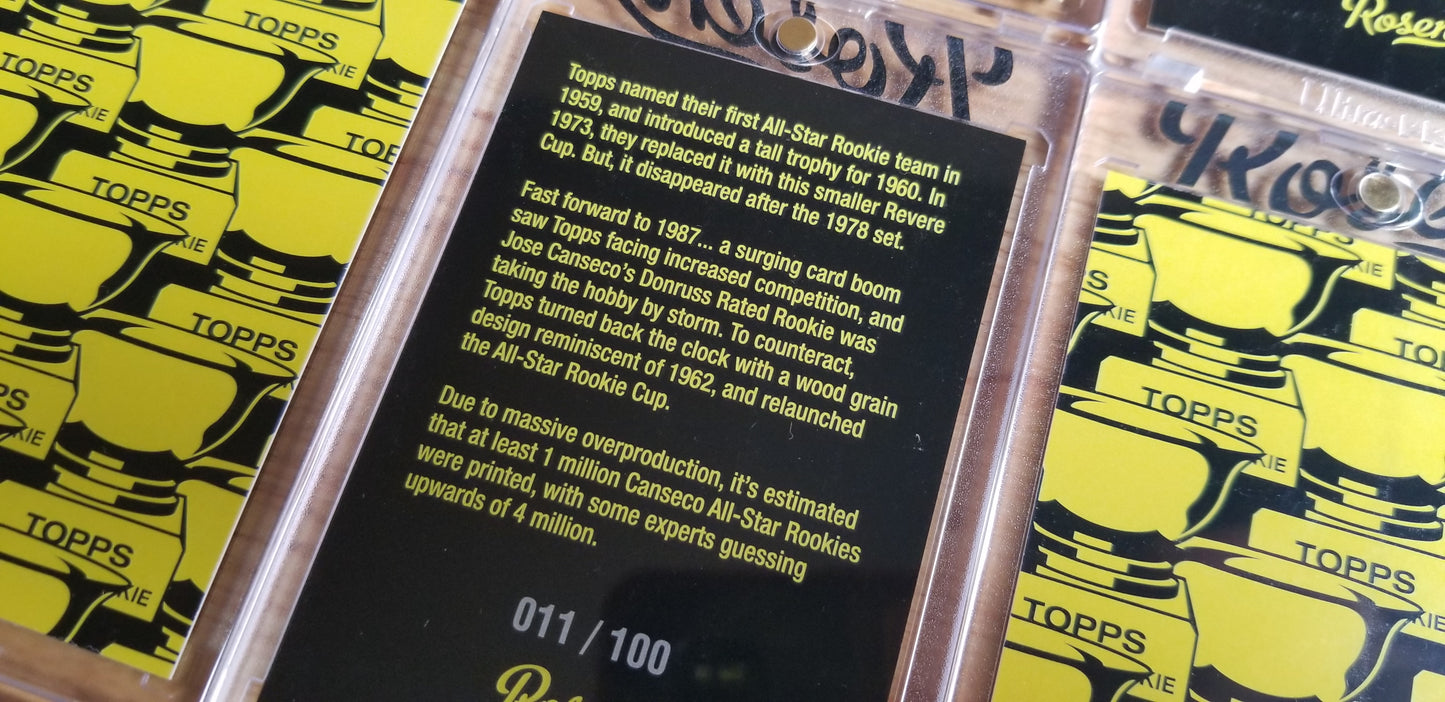 Topps named their first All-Star Rookie team in
1959, and introduced a tall trophy for 1960. In
1973, they replaced it with this smaller Revere
Cup. But, it disappeared after the 1978 set.
Fast forward to 1987... a surging card boom
saw Topps facing increased competition, and
Jose Canseco's Donruss Rated Rookie was
taking the hobby by storm. To counteract,
Topps turned back the clock with a wood grain
design reminiscent of 1962, and relaunched
the All-Star Rookie Cup.
Due to massive overproduction, it's estimated
that at least 1 million Canseco All-Star Rookies
were printed, with some experts guessing
upwards of 4 million.
011 / 100
TOPPS
TOPPS
TOPPS
TOPPS
TOPPS
TOPPS
TOPPS
TOPPS